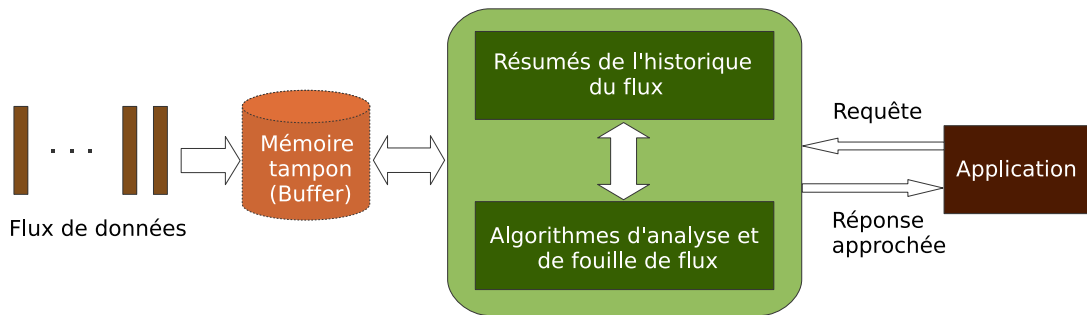 Flux de données
Mémoire
tampon
(Buffer)
Résumés de l'historique
du flux
Algorithmes d'analyse et
de fouille de flux
Requête
Réponse
approchée
Application